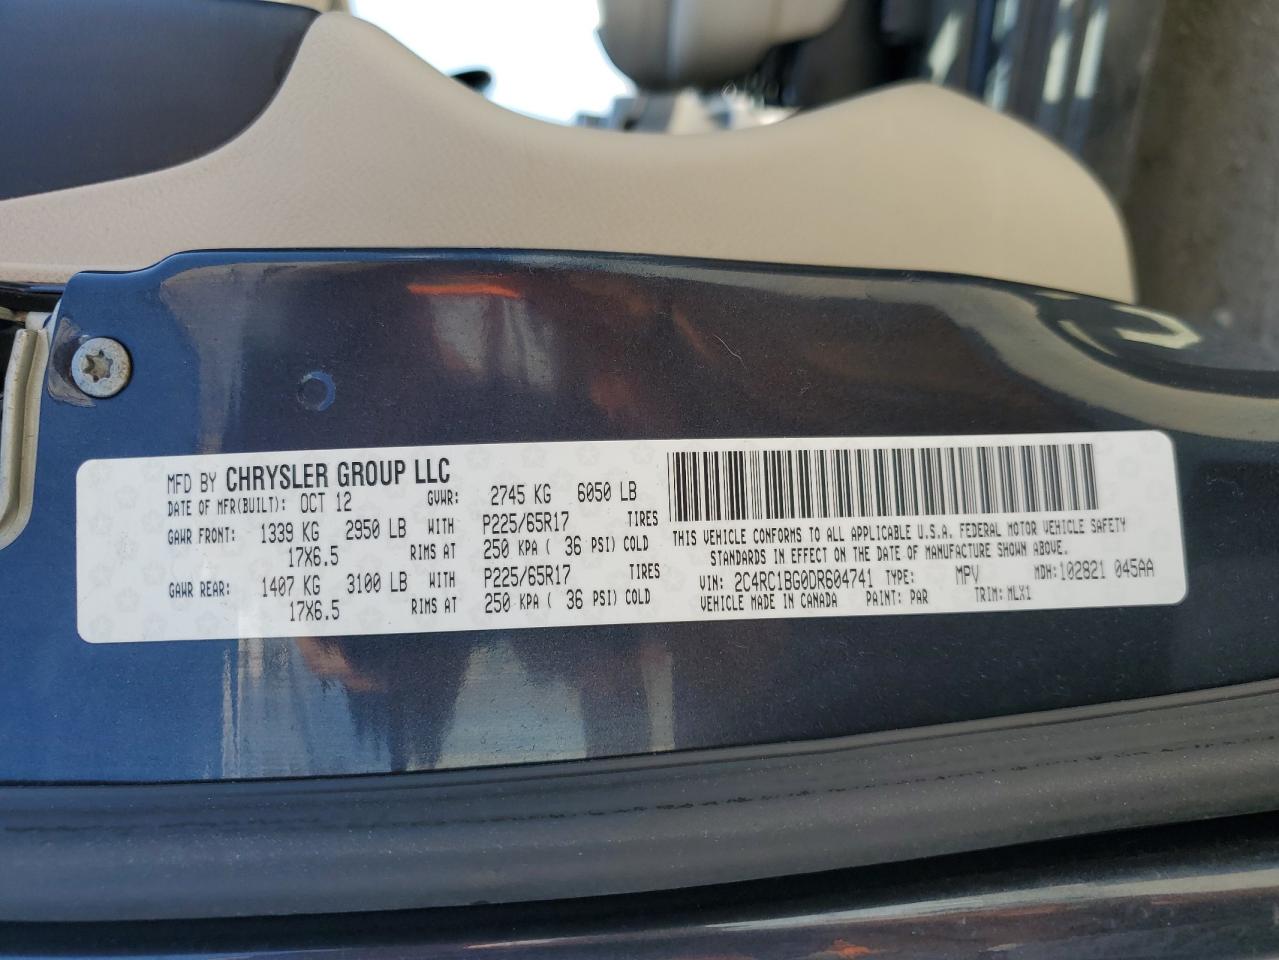 MFD BY CHRYSLER GROUP LLC
DATE OF MFR(BUILT): OCT 12 GVWR: 2745 KG 6050 LB
GAWR FRONT: 1339 KG 2950 LB WITH P225/65R17 TIRES
17X6.5 RIMS AT 250 KPA ( 36 PSI) COLD
GAWR REAR: 1407 KG 3100 LB WITH P225/65R17 TIRES
17X6.5 RIMS AT 250 KPA ( 36 PSI) COLD
THIS VEHICLE CONFORMS TO ALL APPLICABLE U.S.A. FEDERAL MOTOR VEHICLE SAFETY
STANDARDS IN EFFECT ON THE DATE OF MANUFACTURE SHOWN ABOVE.
VIN: 2C4RC1BG0DR604741 TYPE: MPV MDH:102821 045AA
VEHICLE MADE IN CANADA PAINT: PAR TRIM: MLX1